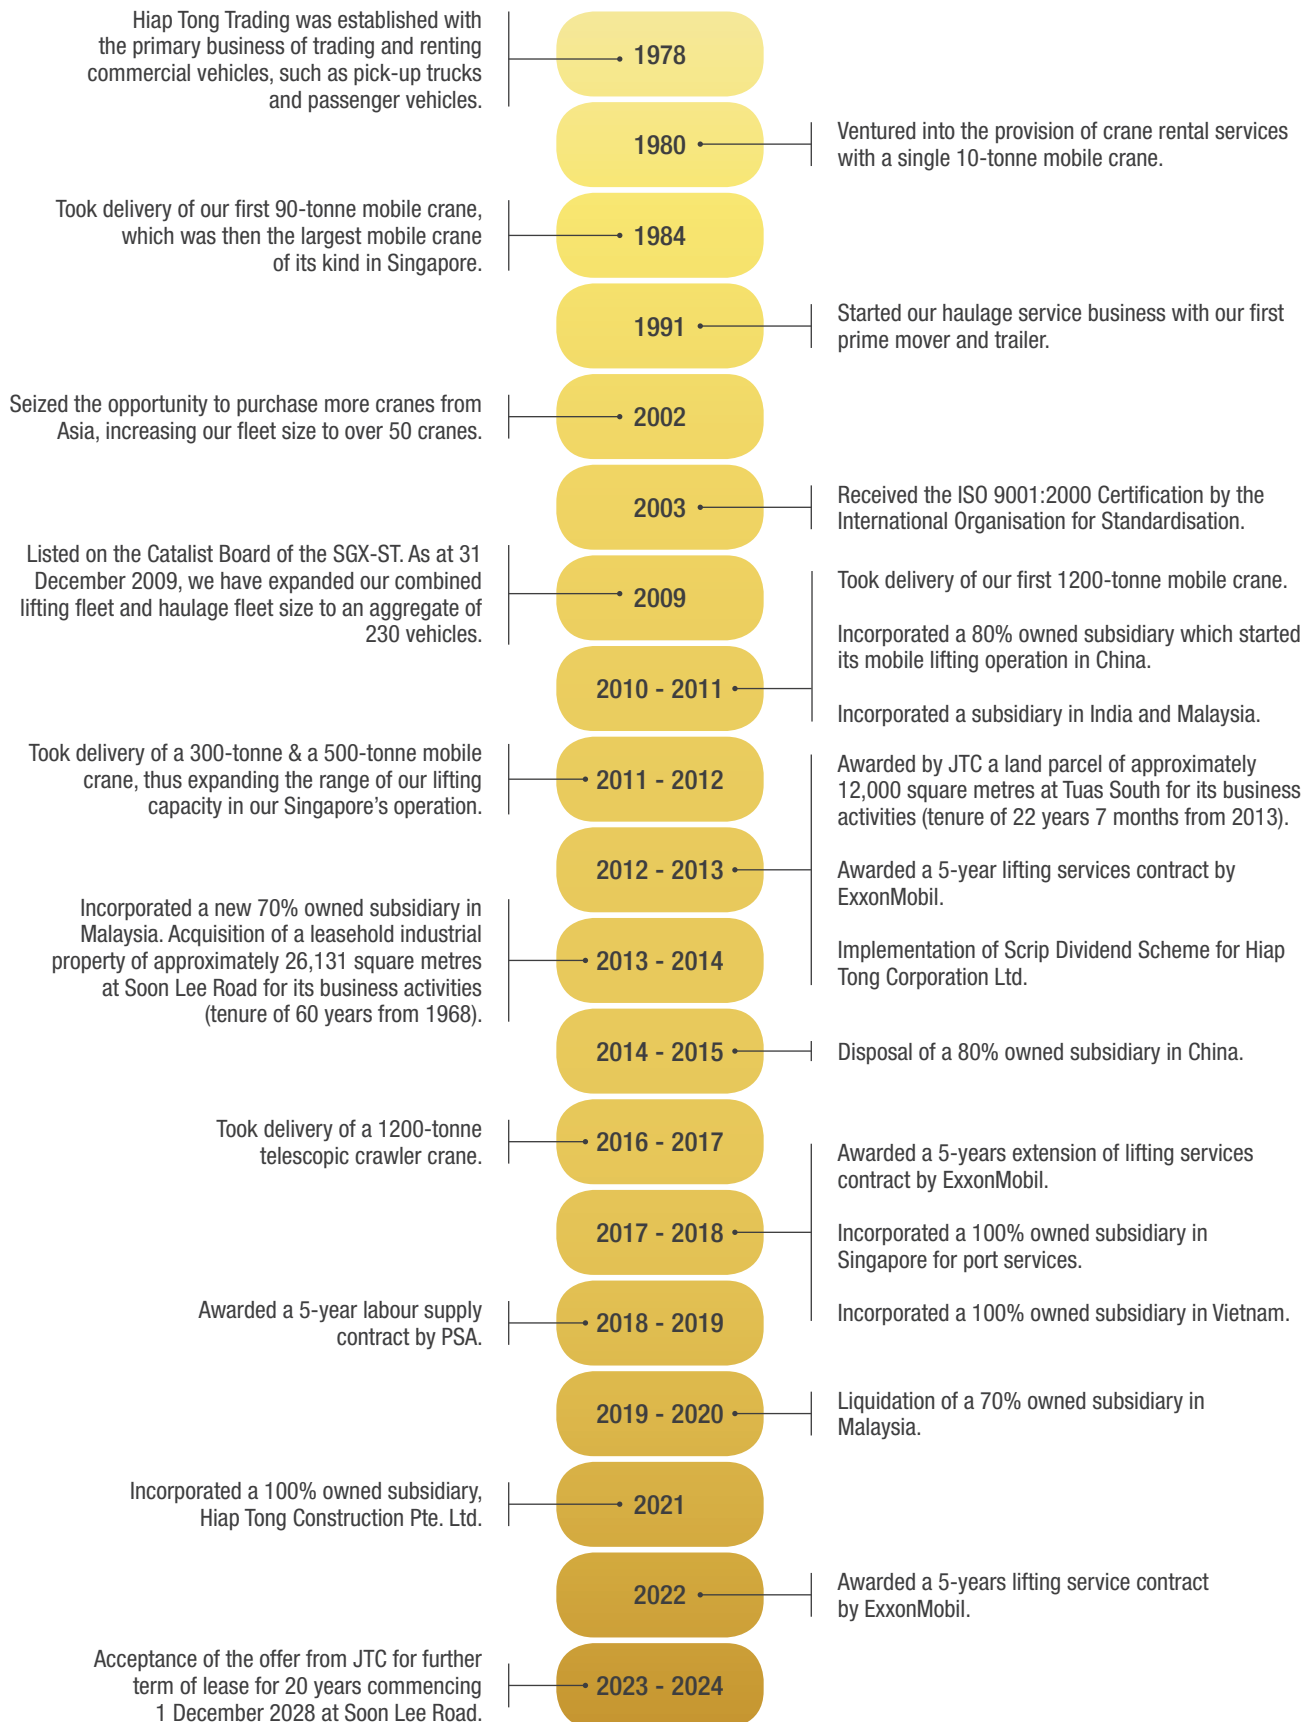 Hiap Tong Trading was established with
the primary business of trading and renting
commercial vehicles, such as pick-up trucks
and passenger vehicles.
1978
1980
Ventured into the provision of crane rental services
with a single 10-tonne mobile crane.
Took delivery of our first 90-tonne mobile crane,
which was then the largest mobile crane
of its kind in Singapore.
1984
1991
Started our haulage service business with our first
prime mover and trailer.
Seized the opportunity to purchase more cranes from
Asia, increasing our fleet size to over 50 cranes.
2002
2003
Received the ISO 9001:2000 Certification by the
International Organisation for Standardisation.
Listed on the Catalist Board of the SGX-ST. As at 31
December 2009, we have expanded our combined
lifting fleet and haulage fleet size to an aggregate of
230 vehicles.
2009
2010 - 2011
Took delivery of our first 1200-tonne mobile crane.
Incorporated a 80% owned subsidiary which started
its mobile lifting operation in China.
Incorporated a subsidiary in India and Malaysia.
Took delivery of a 300-tonne & a 500-tonne mobile
crane, thus expanding the range of our lifting
capacity in our Singapore's operation.
2011 - 2012
2012 - 2013
Awarded by JTC a land parcel of approximately
12,000 square metres at Tuas South for its business
activities (tenure of 22 years 7 months from 2013).
Awarded a 5-year lifting services contract by
ExxonMobil.
Implementation of Scrip Dividend Scheme for Hiap
Tong Corporation Ltd.
Incorporated a new 70% owned subsidiary in
Malaysia. Acquisition of a leasehold industrial
property of approximately 26,131 square metres
at Soon Lee Road for its business activities
(tenure of 60 years from 1968).
2013 - 2014
2014 - 2015
Disposal of a 80% owned subsidiary in China.
Took delivery of a 1200-tonne
telescopic crawler crane.
2016 - 2017
2017 - 2018
Awarded a 5-years extension of lifting services
contract by ExxonMobil.
Incorporated a 100% owned subsidiary in
Singapore for port services.
Incorporated a 100% owned subsidiary in Vietnam.
Awarded a 5-year labour supply
contract by PSA.
2018 - 2019
2019 - 2020
Liquidation of a 70% owned subsidiary in
Malaysia.
Incorporated a 100% owned subsidiary,
Hiap Tong Construction Pte. Ltd.
2021
2022
Awarded a 5-years lifting service contract
by ExxonMobil.
Acceptance of the offer from JTC for further
term of lease for 20 years commencing
1 December 2028 at Soon Lee Road.
2023 - 2024